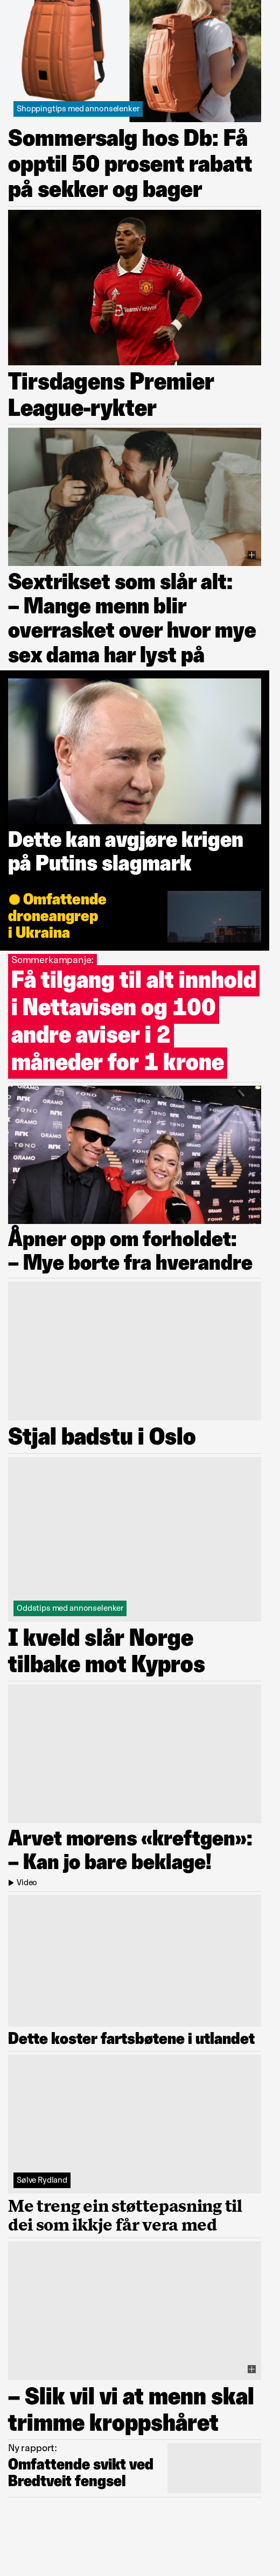 Shoppingtips med annonselenker
Sommersalg hos Db: Få
opptil 50 prosent rabatt
på sekker og bager
TeamViewer
Tirsdagens Premier
League-rykter
Sextrikset som slår alt:
– Mange menn blir
overrasket over hvor mye
sex dama har lyst på
Dette kan avgjøre krigen
på Putins slagmark
Omfattende
droneangrep
i Ukraina
Sommerkampanje:
Få tilgang til alt innhold
i Nettavisen og 100
andre aviser i 2
måneder for 1 krone
Åpner opp om forholdet:
– Mye borte fra hverandre
Stjal badstu i Oslo
Oddstips med annonselenker
I kveld slår Norge
tilbake mot Kypros
Arvet morens «kreftgen»:
– Kan jo bare beklage!
Video
Dette koster fartsbøtene i utlandet
Sølve Rydland
Me treng ein støttepasning til
dei som ikkje får vera med
– Slik vil vi at menn skal
trimme kroppshåret
Ny rapport:
Omfattende svikt ved
Bredtveit fengsel